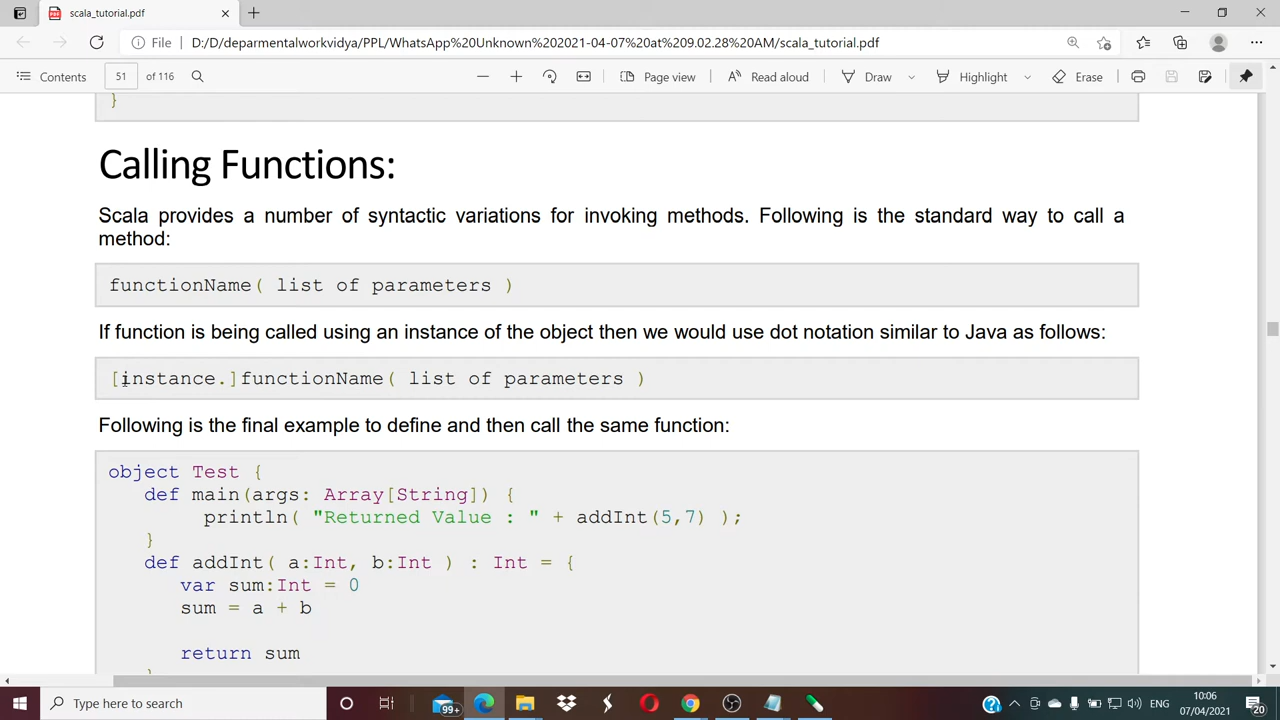 scala_tutorial.pdf
File
D:/D/deparmentalworkvidya/PPL/WhatsApp%20Unknown%202021-04-07%20at%209.02.28%20AM/scala_tutorial.pdf
Contents
51
of 116
Page view
Read aloud
Draw
Highlight
Erase
}
Calling Functions:
Scala provides a number of syntactic variations for invoking methods. Following is the standard way to call a
method:
functionName( list of parameters )
If function is being called using an instance of the object then we would use dot notation similar to Java as follows:
[instance.]functionName( list of parameters )
Following is the final example to define and then call the same function:
object Test {
def main(args: Array[String]) {
println( "Returned Value : " + addInt(5,7) );
}
def addInt( a:Int, b:Int ) : Int = {
var sum:Int = 0
sum = a + b
return sum
Type here to search
99+
ENG
10:06
07/04/2021
20